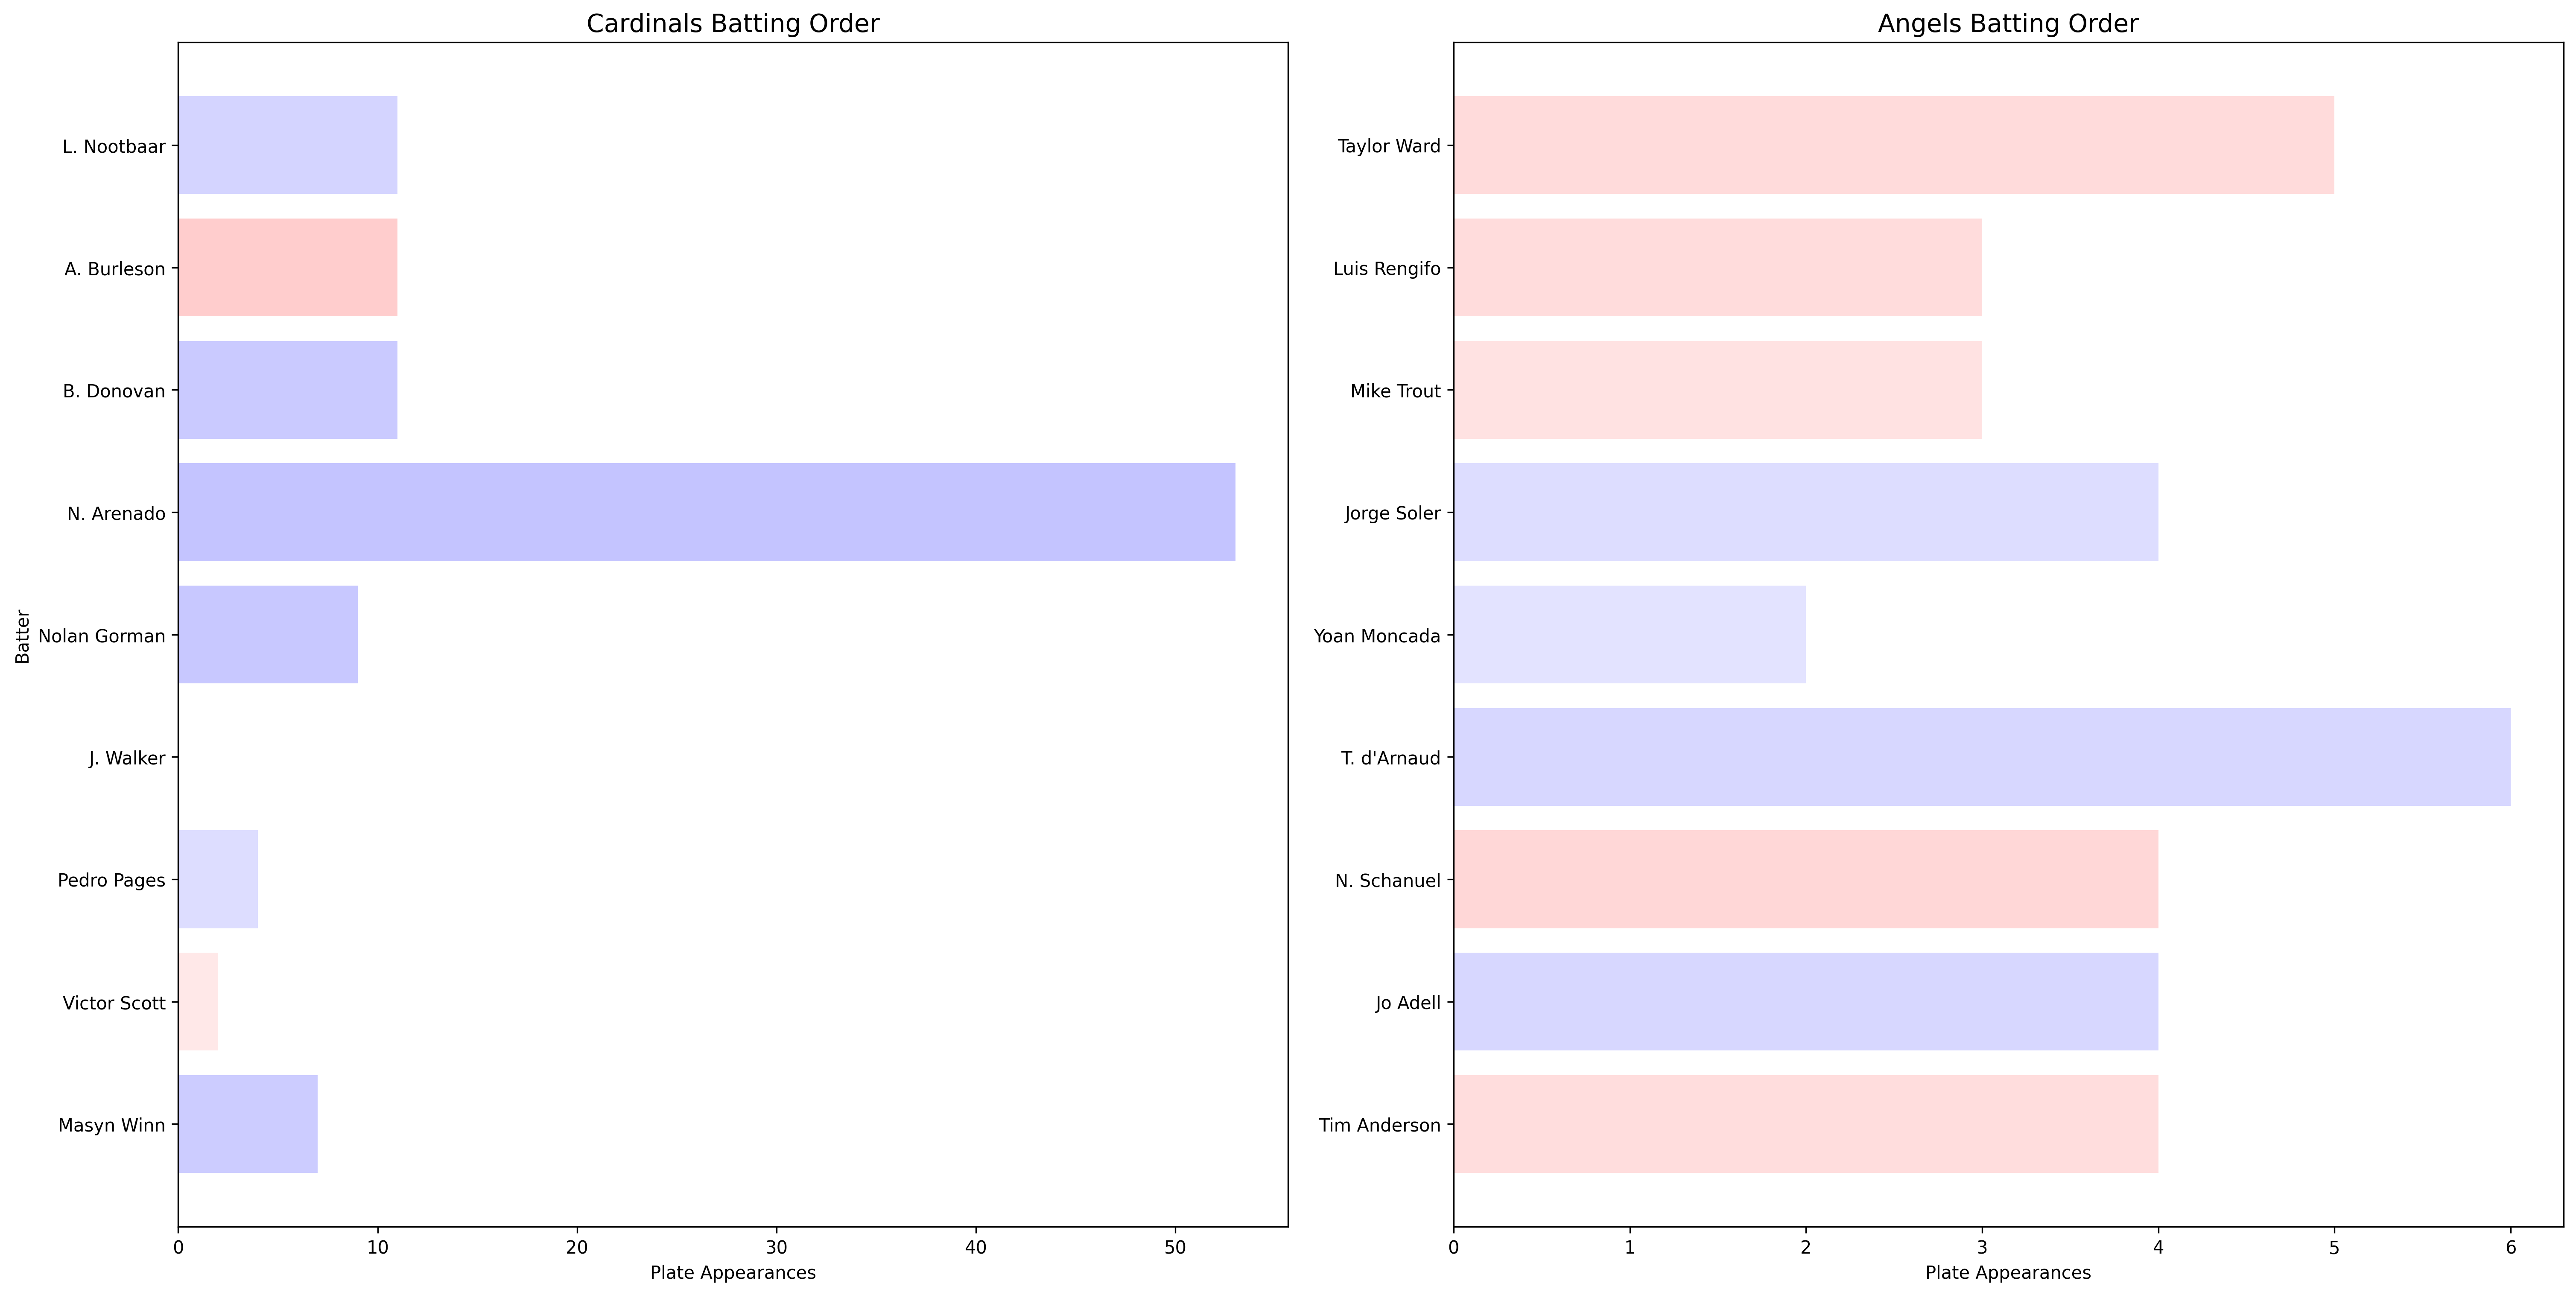 Cardinals Batting Order
L. Nootbaar
A. Burleson
B. Donovan
N. Arenado
Nolan Gorman
J. Walker
Pedro Pages
Victor Scott
Masyn Winn
Batter
0 10 20 30 40 50
Plate Appearances
Angels Batting Order
Taylor Ward
Luis Rengifo
Mike Trout
Jorge Soler
Yoan Moncada
T. d'Arnaud
N. Schanuel
Jo Adell
Tim Anderson
0 1 2 3 4 5 6
Plate Appearances